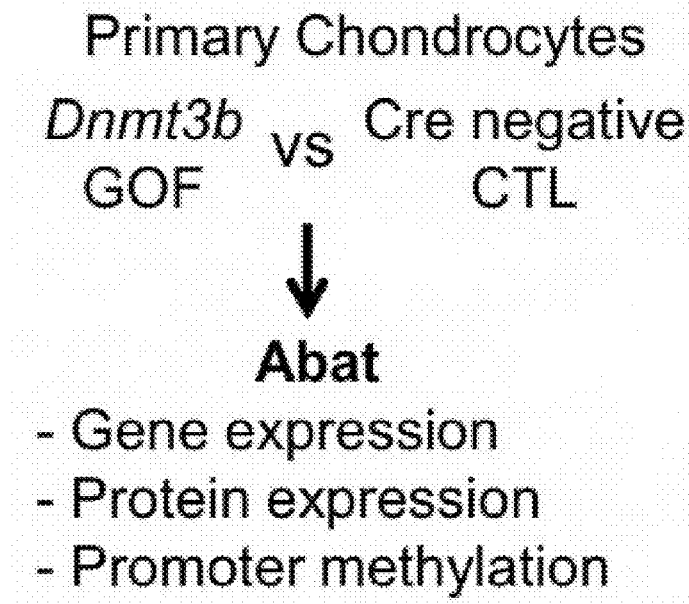 Primary Chondrocytes
Dnmt3b vs Cre negative
GOF CTL
Abat
- Gene expression
- Protein expression
- Promoter methylation